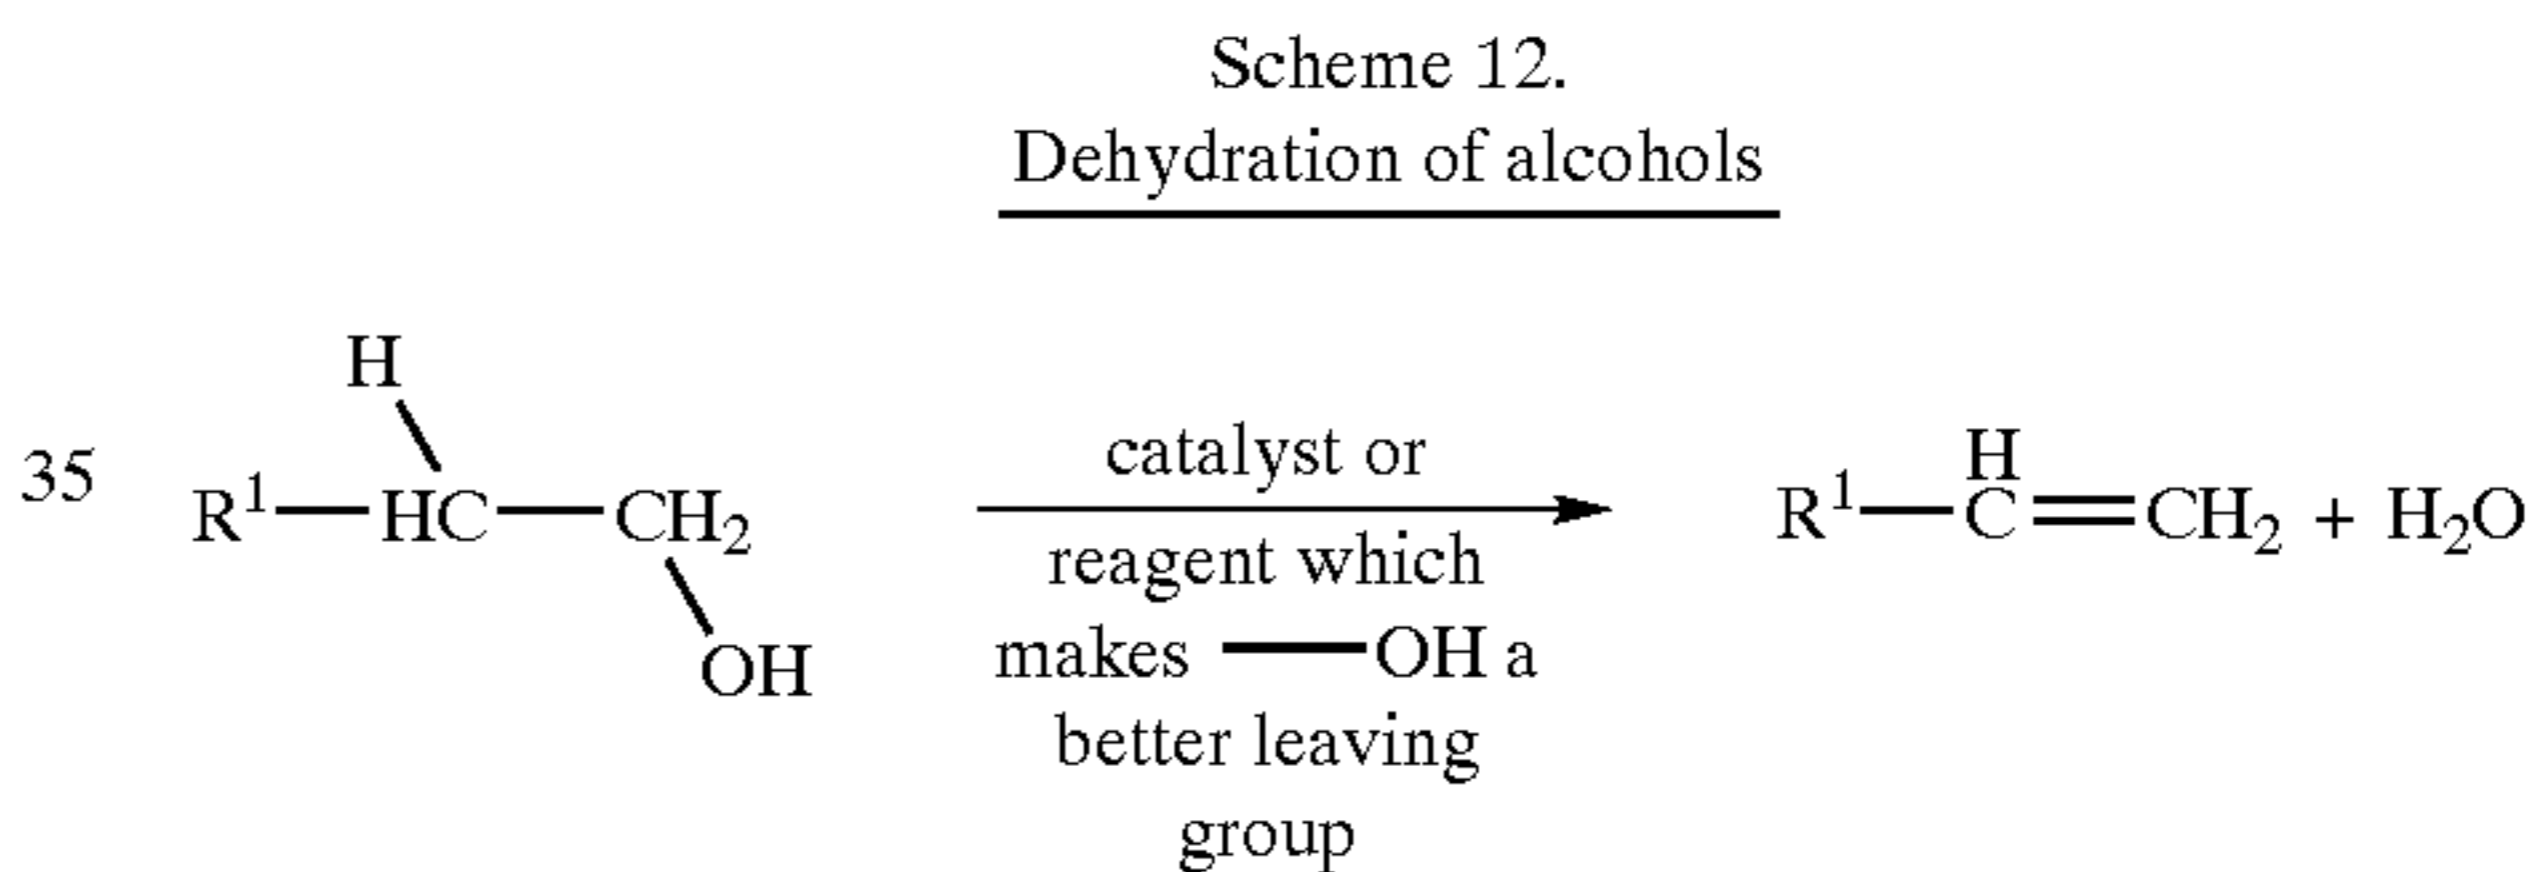 Scheme 12.
Dehydration of alcohols
H
35
R¹—HC—CH₂
OH
catalyst or
reagent which
makes —OH a
better leaving
group
H
R¹—C=CH₂ + H₂O